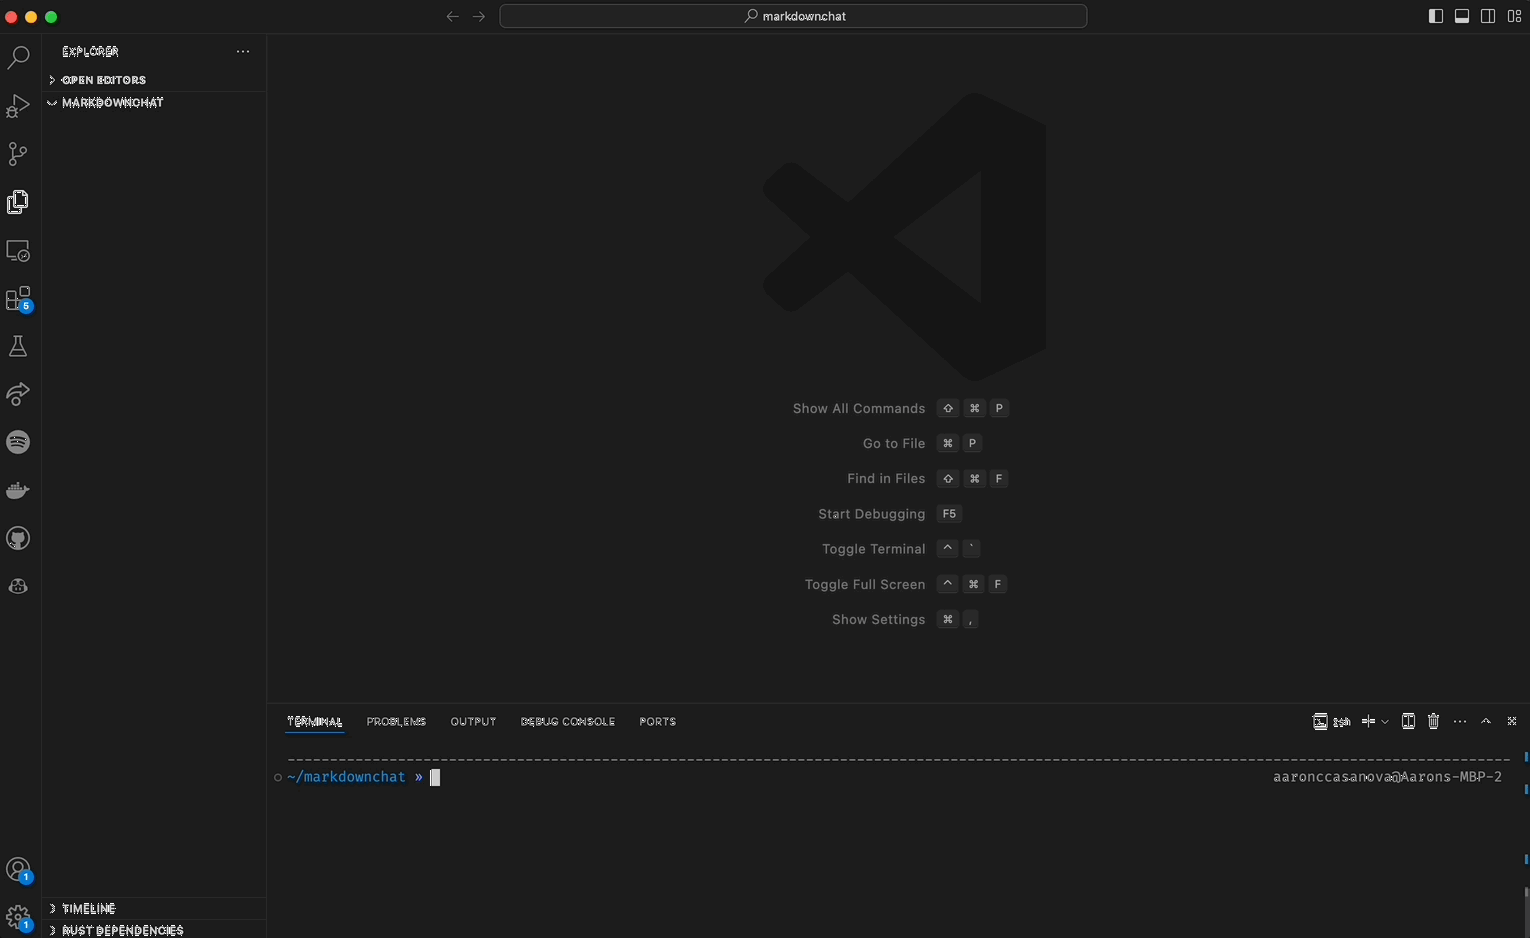 markdownchat
EXPLORER
OPEN EDITORS
MARKDOWNCHAT
5
1
1
TIMELINE
RUST DEPENDENCIES
Show All Commands ⇧ ⌘ P
Go to File ⌘ P
Find in Files ⇧ ⌘ F
Start Debugging F5
Toggle Terminal ^ `
Toggle Full Screen ^ ⌘ F
Show Settings ⌘ ,
TERMINAL PROBLEMS OUTPUT DEBUG CONSOLE PORTS zsh
~/markdownchat » aaronccasanova@Aarons-MBP-2